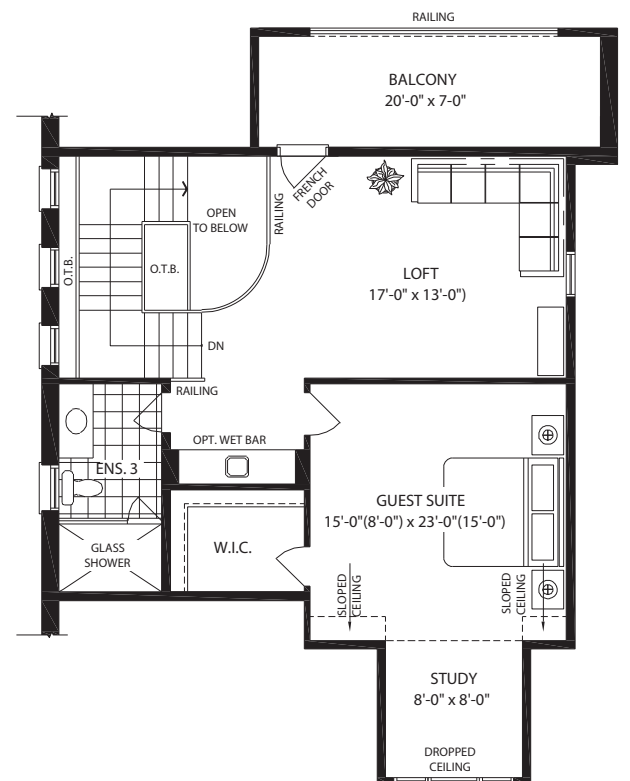 RAILING
BALCONY
20'-0" x 7-0"
FRENCH
DOOR
RAILING
OPEN
TO BELOW
O.T.B.
O.T.B.
LOFT
17'-0" x 13'-0")
DN
RAILING
OPT. WET BAR
ENS. 3
GUEST SUITE
15'-0"(8'-0") x 23'-0"(15'-0")
W.I.C.
GLASS
SHOWER
SLOPED
CEILING
SLOPED
CEILING
STUDY
8'-0" x 8'-0"
DROPPED
CEILING